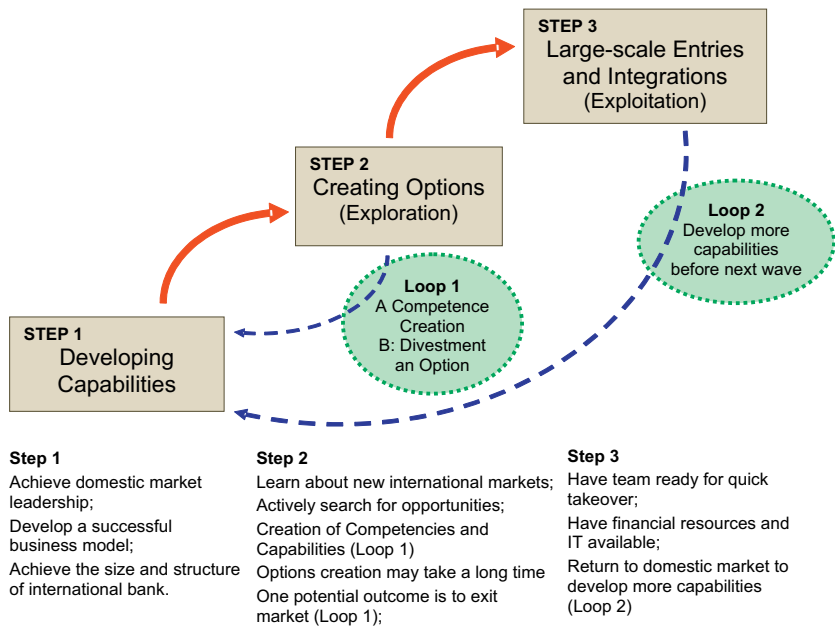 STEP 3
Large-scale Entries
and Integrations
(Exploitation)
STEP 2
Creating Options
(Exploration)
Loop 2
Develop more
capabilities
before next wave
Loop 1
A Competence
Creation
B: Divestment
an Option
STEP 1
Developing
Capabilities
Step 1
Achieve domestic market
leadership;
Develop a successful
business model;
Achieve the size and structure
of international bank.
Step 2
Learn about new international markets;
Actively search for opportunities;
Creation of Competencies and
Capabilities (Loop 1)
Options creation may take a long time
One potential outcome is to exit
market (Loop 1);
Step 3
Have team ready for quick
takeover;
Have financial resources and
IT available;
Return to domestic market to
develop more capabilities
(Loop 2)